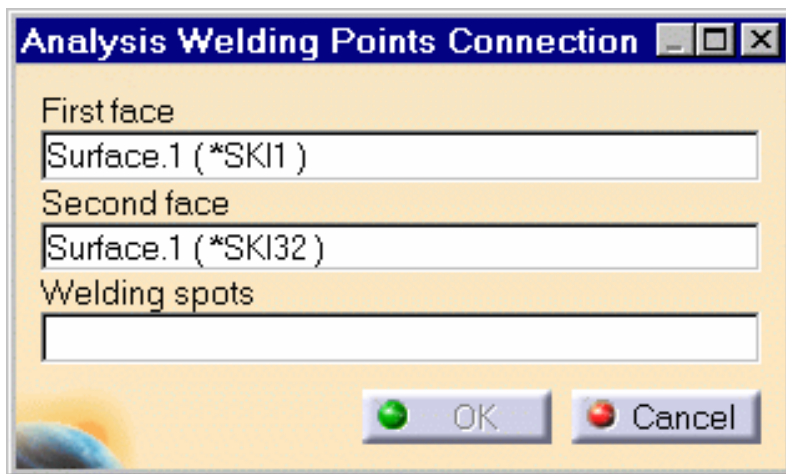 Analysis Welding Points Connection
First face
Surface.1 ( *SKI1 )
Second face
Surface.1 ( *SKI32 )
Welding spots
OK Cancel